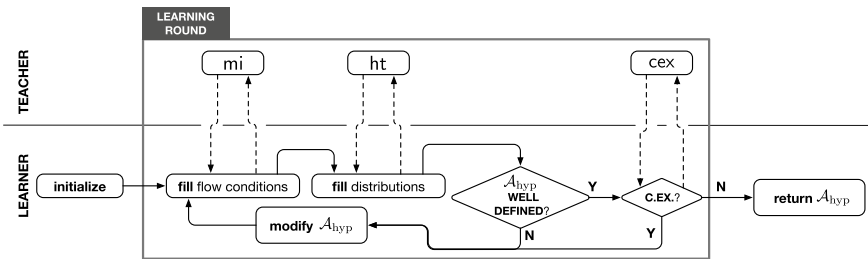 LEARNING
ROUND
TEACHER
mi
ht
cex
LEARNER
initialize
fill flow conditions
fill distributions
𝒜hyp
WELL
DEFINED?
Y
N
C.EX.?
N
Y
return 𝒜hyp
modify 𝒜hyp